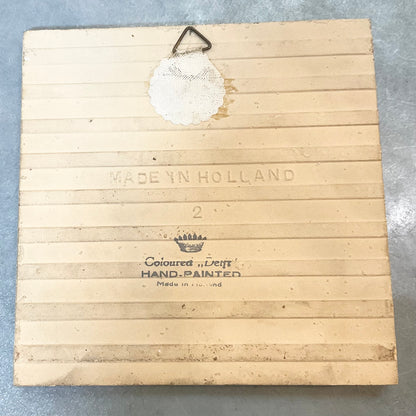 MADE IN HOLLAND
2
Coloured „Delft"
HAND-PAINTED
Made in Holland